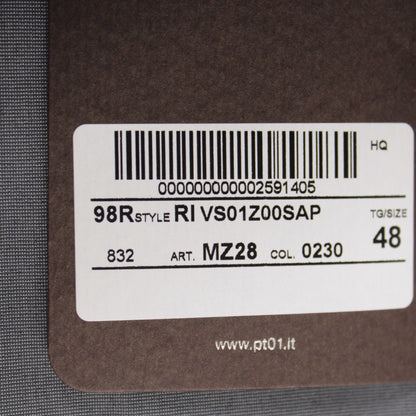 HQ
000000000002591405
98R STYLE RI VS01Z00SAP TG/SIZE
832 ART. MZ28 COL. 0230 48
www.pt01.it